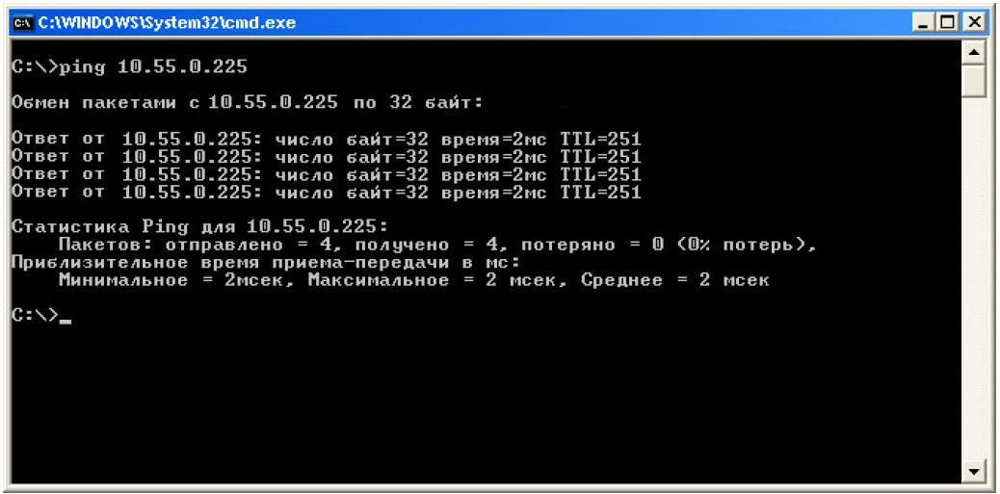 C:\WINDOWS\System32\cmd.exe
C:\>ping 10.55.0.225
Обмен пакетами с 10.55.0.225 по 32 байт:
Ответ от 10.55.0.225: число байт=32 время=2мс TTL=251
Ответ от 10.55.0.225: число байт=32 время=2мс TTL=251
Ответ от 10.55.0.225: число байт=32 время=2мс TTL=251
Ответ от 10.55.0.225: число байт=32 время=2мс TTL=251
Статистика Ping для 10.55.0.225:
Пакетов: отправлено = 4, получено = 4, потеряно = 0 (0% потерь),
Приблизительное время приема-передачи в мс:
Минимальное = 2мсек, Максимальное = 2 мсек, Среднее = 2 мсек
C:\>_